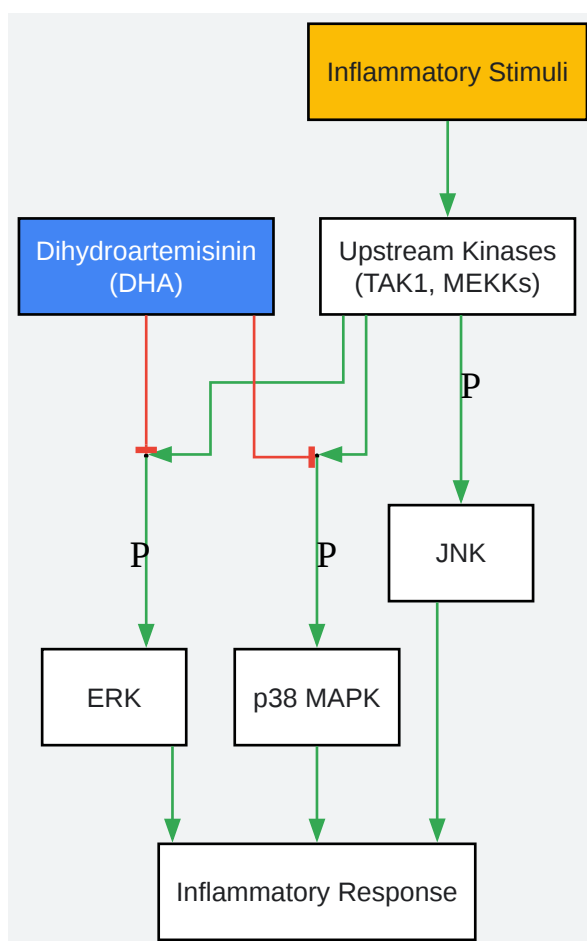 Inflammatory Stimuli
Dihydroartemisinin
(DHA)
Upstream Kinases
(TAK1, MEKKs)
P
JNK
P
P
ERK
p38 MAPK
Inflammatory Response